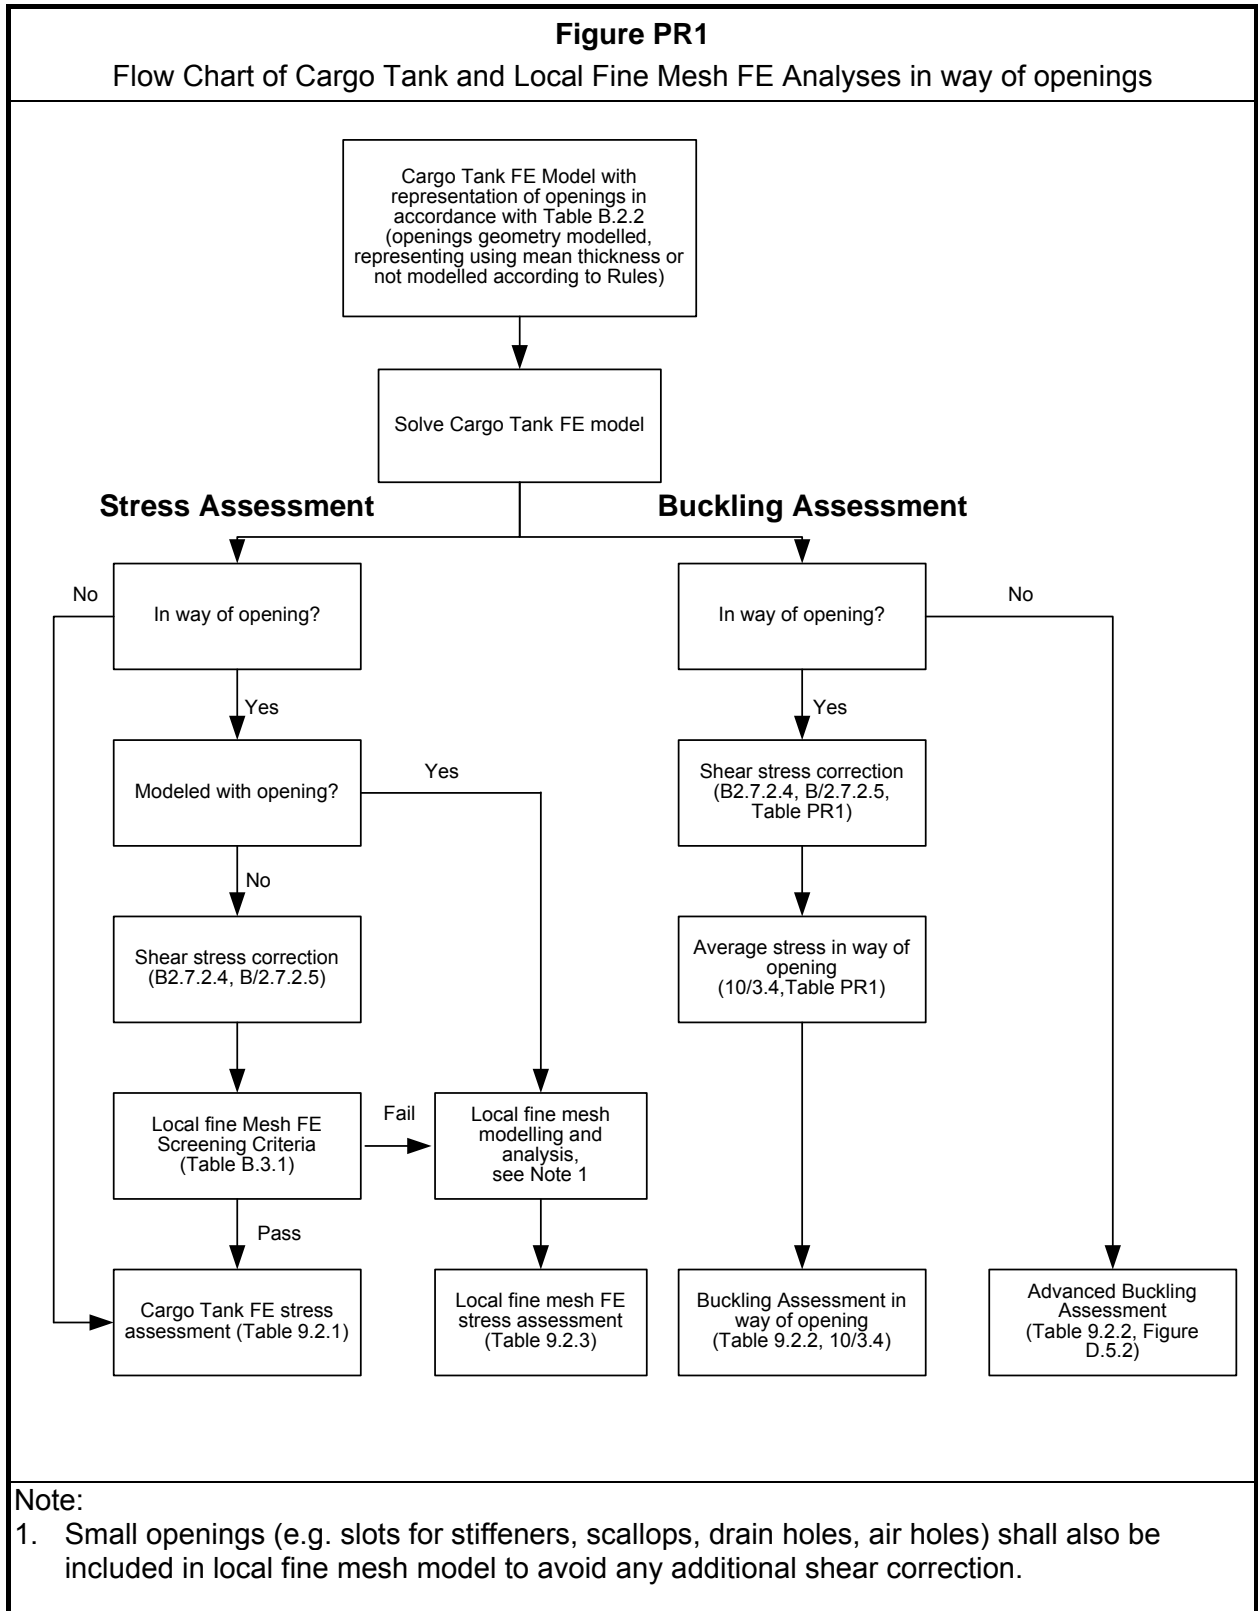 Figure PR1
Flow Chart of Cargo Tank and Local Fine Mesh FE Analyses in way of openings
Cargo Tank FE Model with
representation of openings in
accordance with Table B.2.2
(openings geometry modelled,
representing using mean thickness or
not modelled according to Rules)
Solve Cargo Tank FE model
Stress Assessment
Buckling Assessment
No
In way of opening?
In way of opening?
No
Yes
Yes
Modeled with opening?
Yes
Shear stress correction
(B2.7.2.4, B/2.7.2.5,
Table PR1)
No
Shear stress correction
(B2.7.2.4, B/2.7.2.5)
Average stress in way of
opening
(10/3.4,Table PR1)
Local fine Mesh FE
Screening Criteria
(Table B.3.1)
Fail
Local fine mesh
modelling and
analysis,
see Note 1
Pass
Cargo Tank FE stress
assessment (Table 9.2.1)
Local fine mesh FE
stress assessment
(Table 9.2.3)
Buckling Assessment in
way of opening
(Table 9.2.2, 10/3.4)
Advanced Buckling
Assessment
(Table 9.2.2, Figure
D.5.2)
Note:
1. Small openings (e.g. slots for stiffeners, scallops, drain holes, air holes) shall also be
included in local fine mesh model to avoid any additional shear correction.